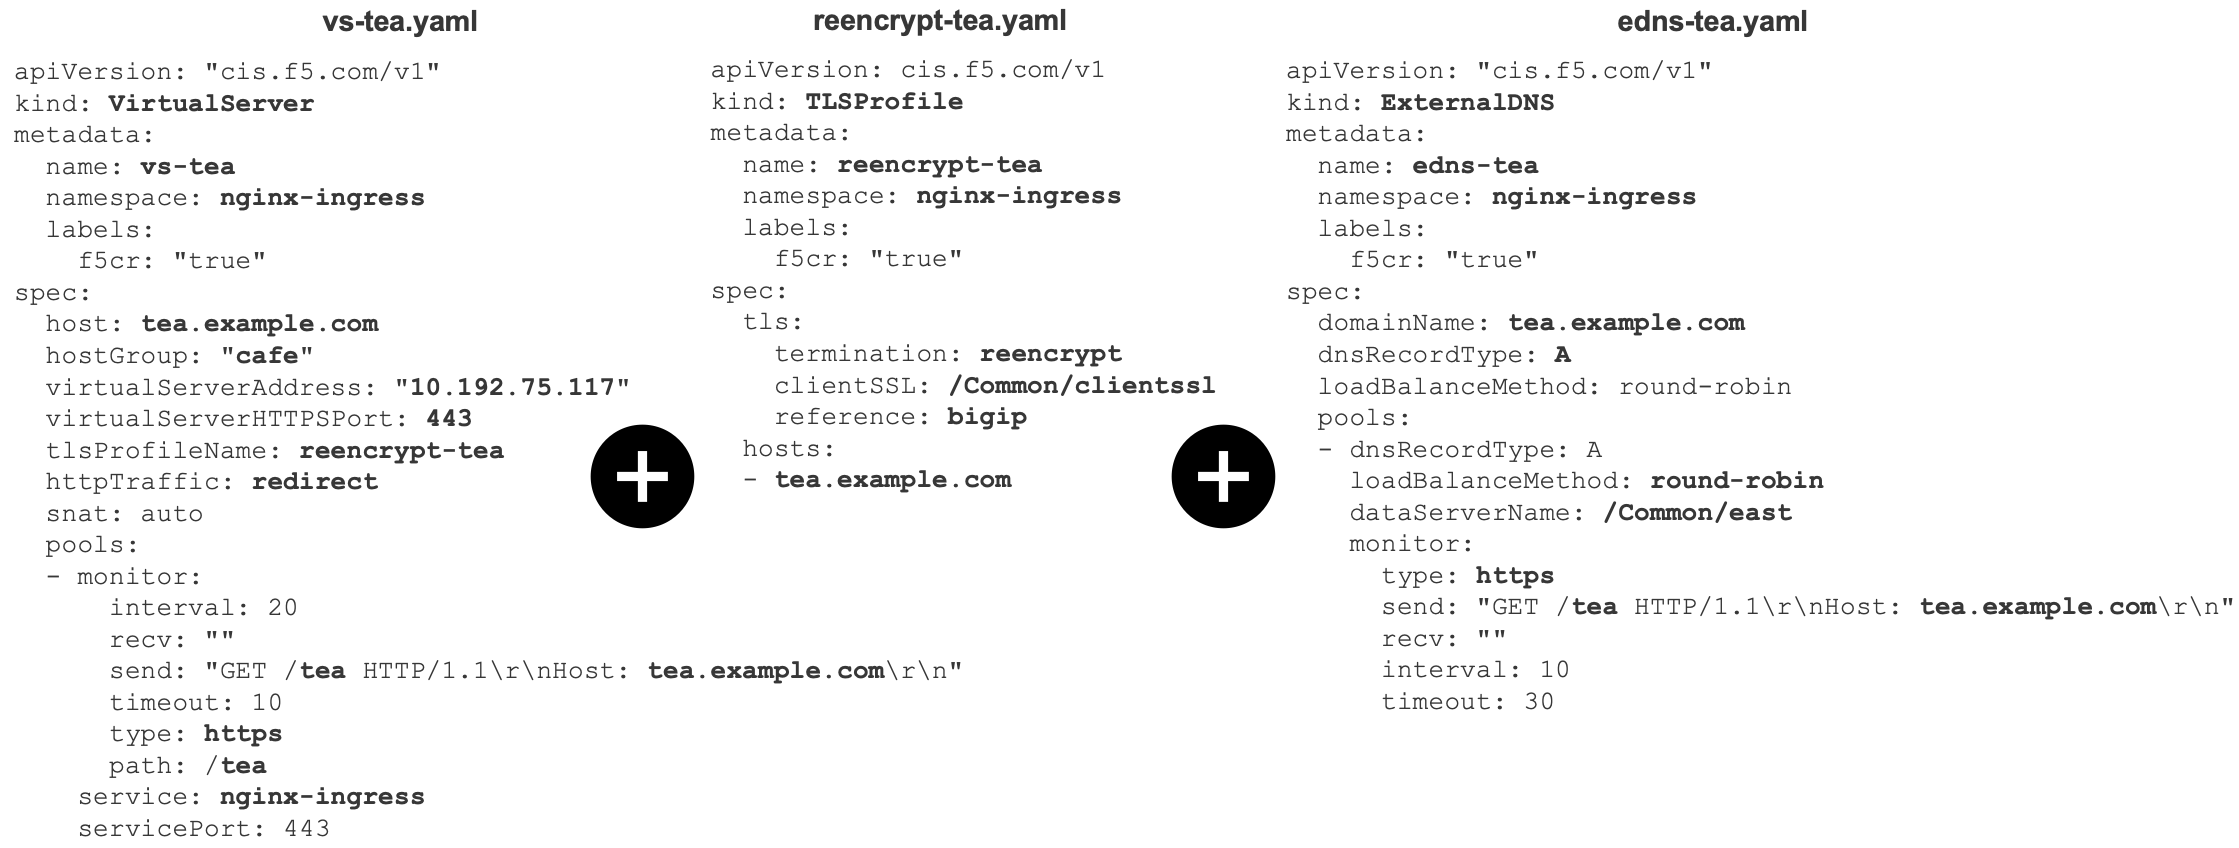 vs-tea.yaml
apiVersion: "cis.f5.com/v1"
kind: VirtualServer
metadata:
  name: vs-tea
  namespace: nginx-ingress
  labels:
    f5cr: "true"
spec:
  host: tea.example.com
  hostGroup: "cafe"
  virtualServerAddress: "10.192.75.117"
  virtualServerHTTPSPort: 443
  tlsProfileName: reencrypt-tea
  httpTraffic: redirect
  snat: auto
  pools:
  - monitor:
      interval: 20
      recv: ""
      send: "GET /tea HTTP/1.1\r\nHost: tea.example.com\r\n"
      timeout: 10
      type: https
      path: /tea
    service: nginx-ingress
    servicePort: 443
reencrypt-tea.yaml
apiVersion: cis.f5.com/v1
kind: TLSProfile
metadata:
  name: reencrypt-tea
  namespace: nginx-ingress
  labels:
    f5cr: "true"
spec:
  tls:
    termination: reencrypt
    clientSSL: /Common/clientssl
    reference: bigip
  hosts:
  - tea.example.com
edns-tea.yaml
apiVersion: "cis.f5.com/v1"
kind: ExternalDNS
metadata:
  name: edns-tea
  namespace: nginx-ingress
  labels:
    f5cr: "true"
spec:
  domainName: tea.example.com
  dnsRecordType: A
  loadBalanceMethod: round-robin
  pools:
  - dnsRecordType: A
    loadBalanceMethod: round-robin
    dataServerName: /Common/east
    monitor:
      type: https
      send: "GET /tea HTTP/1.1\r\nHost: tea.example.com\r\n"
      recv: ""
      interval: 10
      timeout: 30